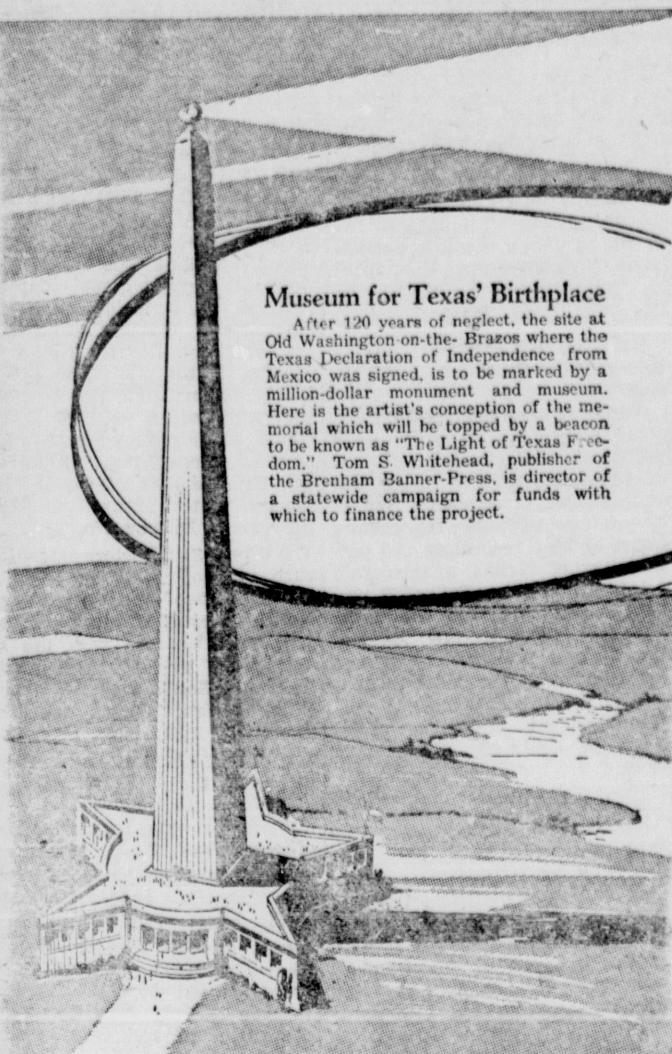 Museum for Texas' Birthplace
After 120 years of neglect, the site at
Old Washington-on-the- Brazos where the
Texas Declaration of Independence from
Mexico was signed, is to be marked by a
million-dollar monument and museum.
Here is the artist's conception of the me-
morial which will be topped by a beacon
to be known as "The Light of Texas Free-
dom." Tom S. Whitehead, publisher of
the Brenham Banner-Press, is director of
a statewide campaign for funds with
which to finance the project.